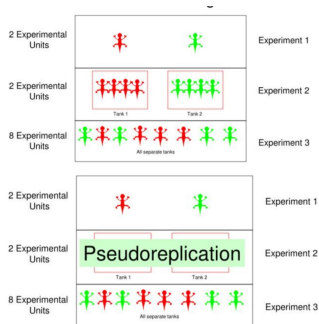 2 Experimental
Units
Experiment 1
2 Experimental
Units
Tank 1
Tank 2
Experiment 2
8 Experimental
Units
All separate tanks
Experiment 3
2 Experimental
Units
Experiment 1
2 Experimental
Units
Pseudoreplication
Tank 1
Tank 2
Experiment 2
8 Experimental
Units
All separate tanks
Experiment 3